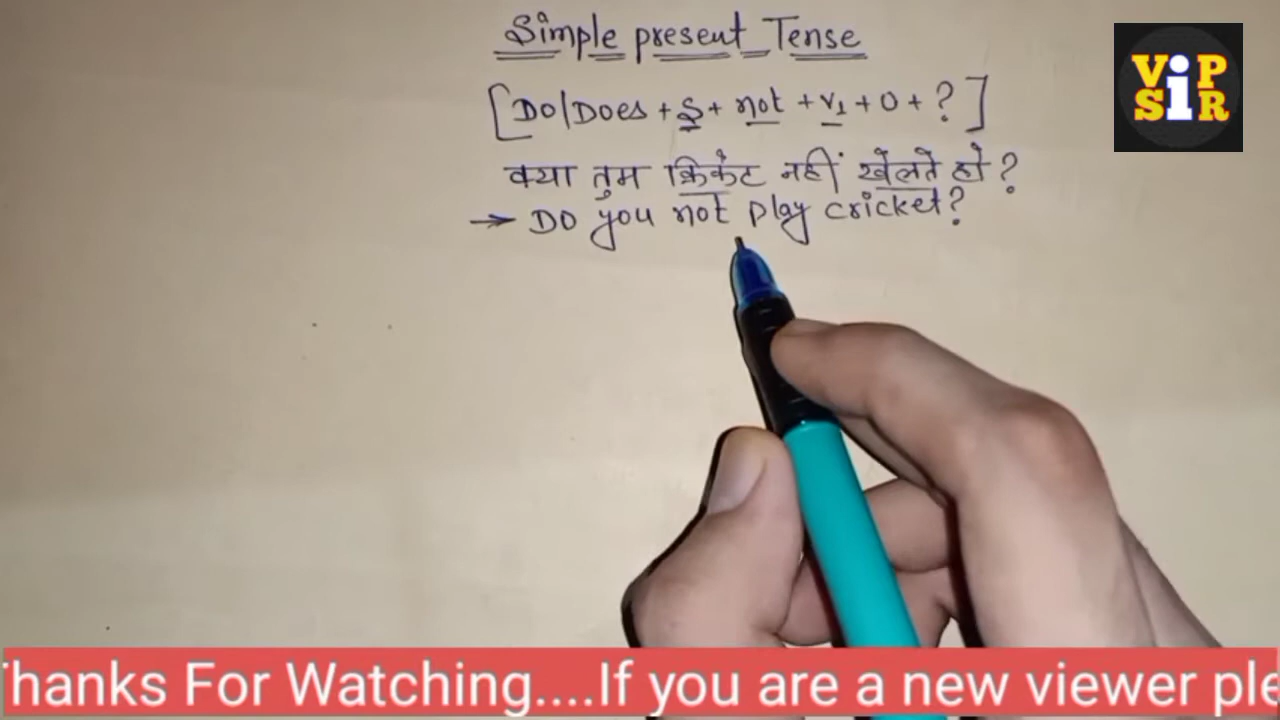 Simple present Tense
[Do/Does + S + not + V1 + O + ?]
क्या तुम क्रिकेट नहीं खेलते हो?
→ Do you not play cricket?
ViP
SiR
Thanks For Watching....If you are a new viewer ple